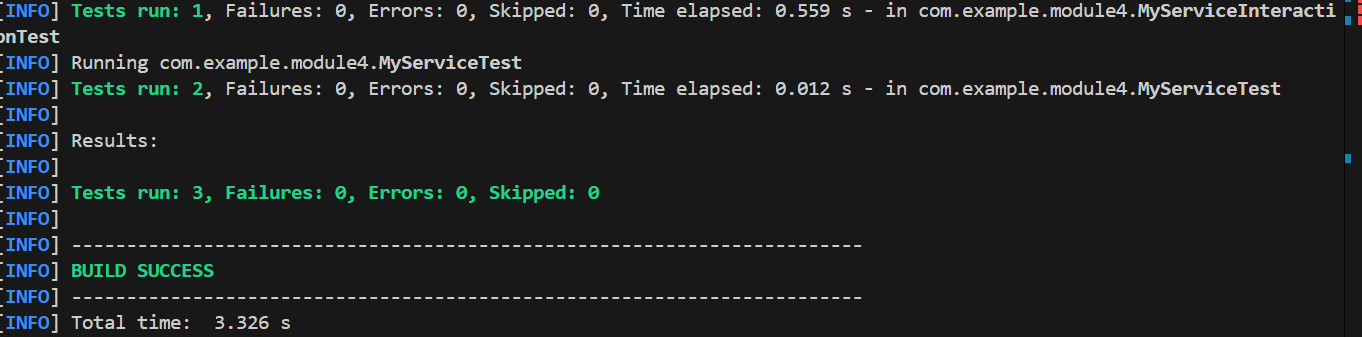 [INFO] Tests run: 1, Failures: 0, Errors: 0, Skipped: 0, Time elapsed: 0.559 s - in com.example.module4.MyServiceInteracti
onTest
[INFO] Running com.example.module4.MyServiceTest
[INFO] Tests run: 2, Failures: 0, Errors: 0, Skipped: 0, Time elapsed: 0.012 s - in com.example.module4.MyServiceTest
[INFO]
[INFO] Results:
[INFO]
[INFO] Tests run: 3, Failures: 0, Errors: 0, Skipped: 0
[INFO]
[INFO] ------------------------------------------------------------------------
[INFO] BUILD SUCCESS
[INFO] ------------------------------------------------------------------------
[INFO] Total time:  3.326 s